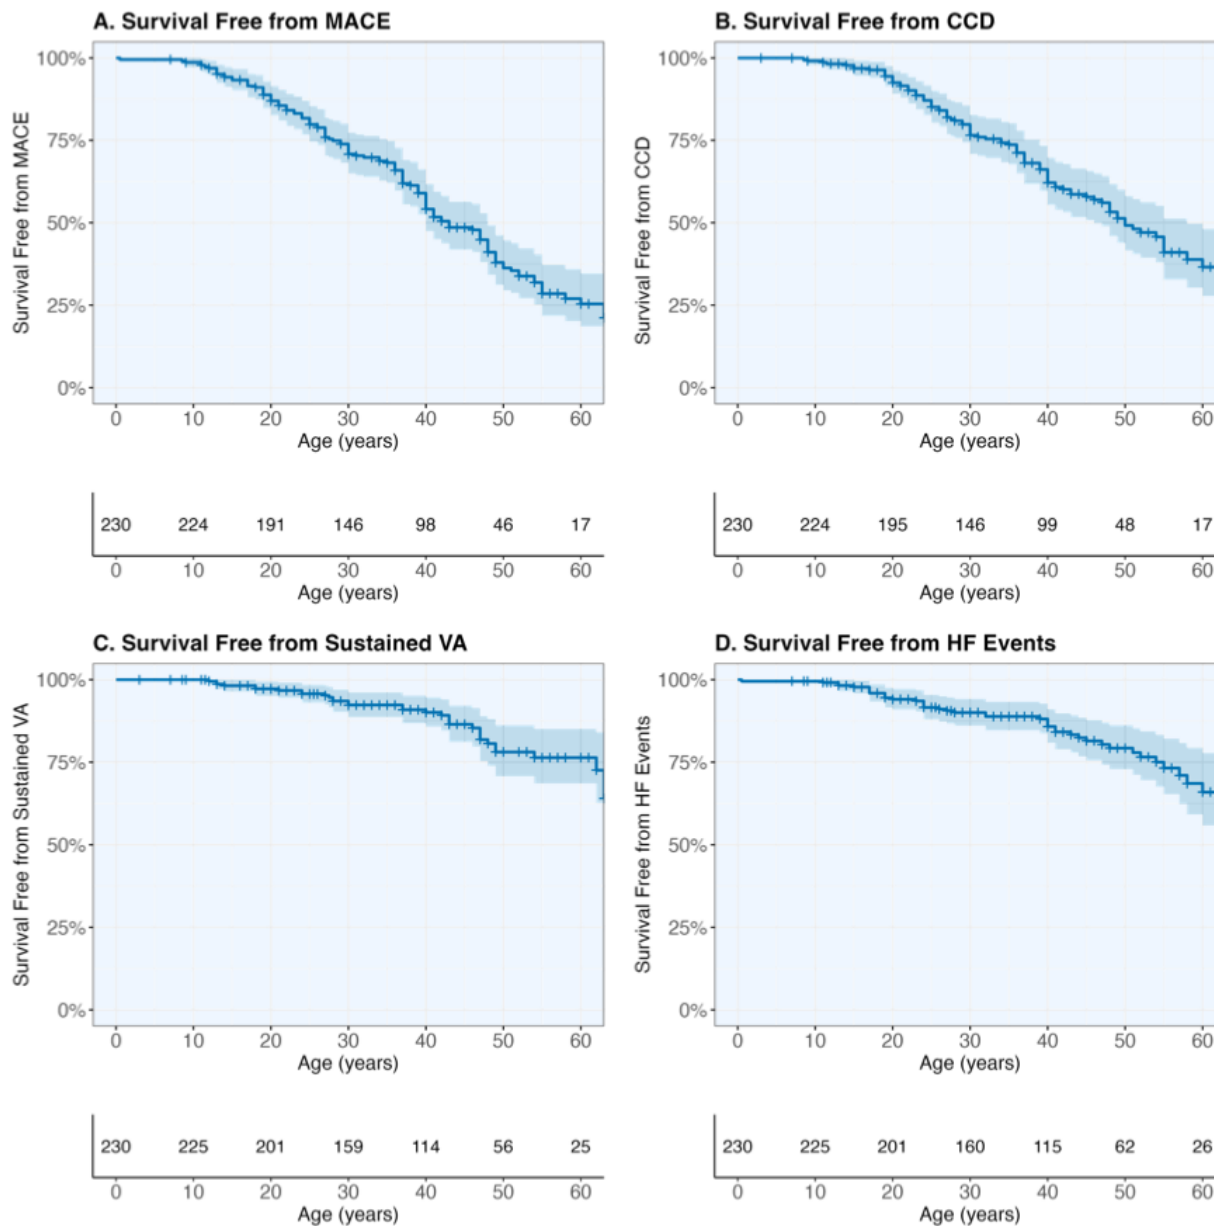 A. Survival Free from MACE
Survival Free from MACE
100%
75%
50%
25%
0%
0 10 20 30 40 50 60
Age (years)
230 224 191 146 98 46 17
0 10 20 30 40 50 60
Age (years)
B. Survival Free from CCD
Survival Free from CCD
100%
75%
50%
25%
0%
0 10 20 30 40 50 60
Age (years)
230 224 195 146 99 48 17
0 10 20 30 40 50 60
Age (years)
C. Survival Free from Sustained VA
Survival Free from Sustained VA
100%
75%
50%
25%
0%
0 10 20 30 40 50 60
Age (years)
230 225 201 159 114 56 25
0 10 20 30 40 50 60
Age (years)
D. Survival Free from HF Events
Survival Free from HF Events
100%
75%
50%
25%
0%
0 10 20 30 40 50 60
Age (years)
230 225 201 160 115 62 26
0 10 20 30 40 50 60
Age (years)